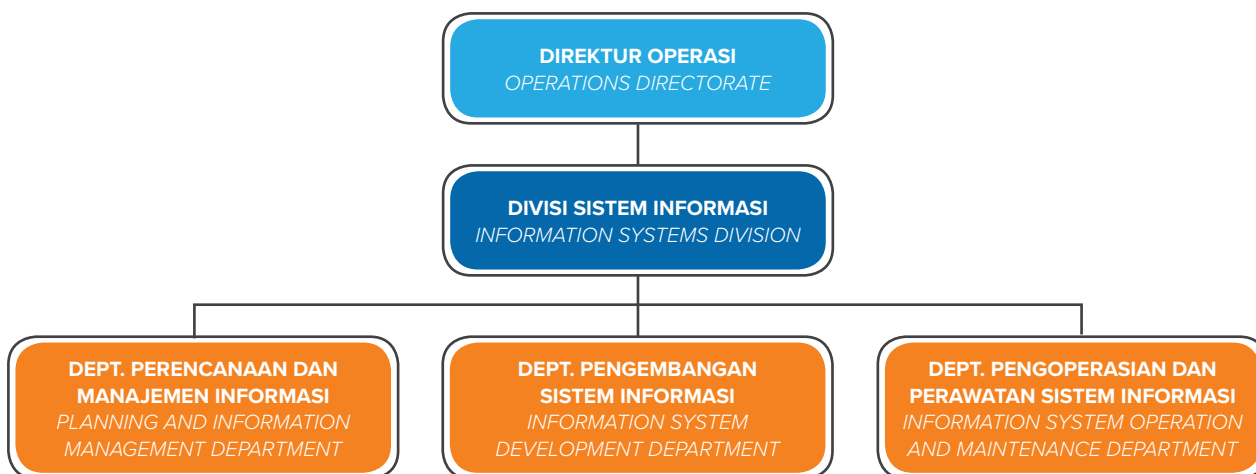 DIREKTUR OPERASI
OPERATIONS DIRECTORATE
DIVISI SISTEM INFORMASI
INFORMATION SYSTEMS DIVISION
DEPT. PERENCANAAN DAN
MANAJEMEN INFORMASI
PLANNING AND INFORMATION
MANAGEMENT DEPARTMENT
DEPT. PENGEMBANGAN
SISTEM INFORMASI
INFORMATION SYSTEM
DEVELOPMENT DEPARTMENT
DEPT. PENGOPERASIAN DAN
PERAWATAN SISTEM INFORMASI
INFORMATION SYSTEM OPERATION
AND MAINTENANCE DEPARTMENT